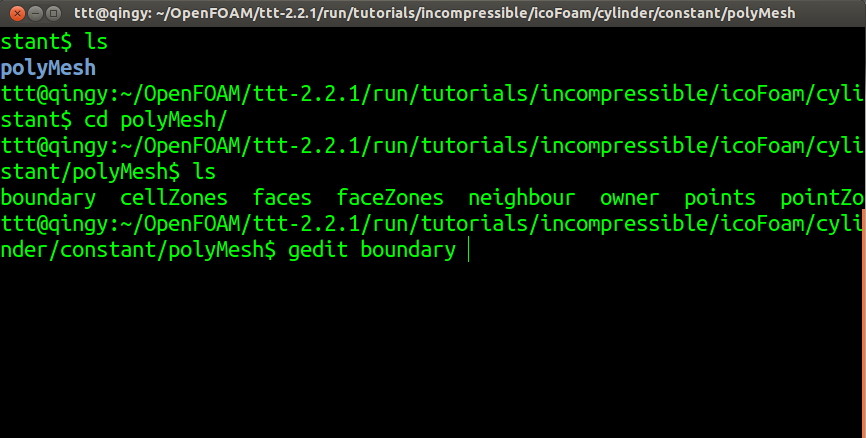 ttt@qingy: ~/OpenFOAM/ttt-2.2.1/run/tutorials/incompressible/icoFoam/cylinder/constant/polyMesh
stant$ ls
polyMesh
ttt@qingy:~/OpenFOAM/ttt-2.2.1/run/tutorials/incompressible/icoFoam/cyli
stant$ cd polyMesh/
ttt@qingy:~/OpenFOAM/ttt-2.2.1/run/tutorials/incompressible/icoFoam/cyli
stant/polyMesh$ ls
boundary  cellZones  faces  faceZones  neighbour  owner  points  pointZo
ttt@qingy:~/OpenFOAM/ttt-2.2.1/run/tutorials/incompressible/icoFoam/cyli
nder/constant/polyMesh$ gedit boundary